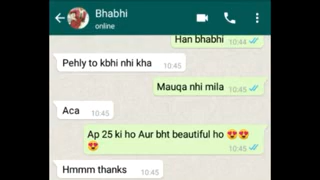 Bhabhi
online
Han bhabhi 10:44
Pehly to kbhi nhi kha 10:45
Mauqa nhi mila 10:45
Aca 10:45
Ap 25 ki ho Aur bht beautiful ho 😍😍
😍 10:45
Hmmm thanks 10:45